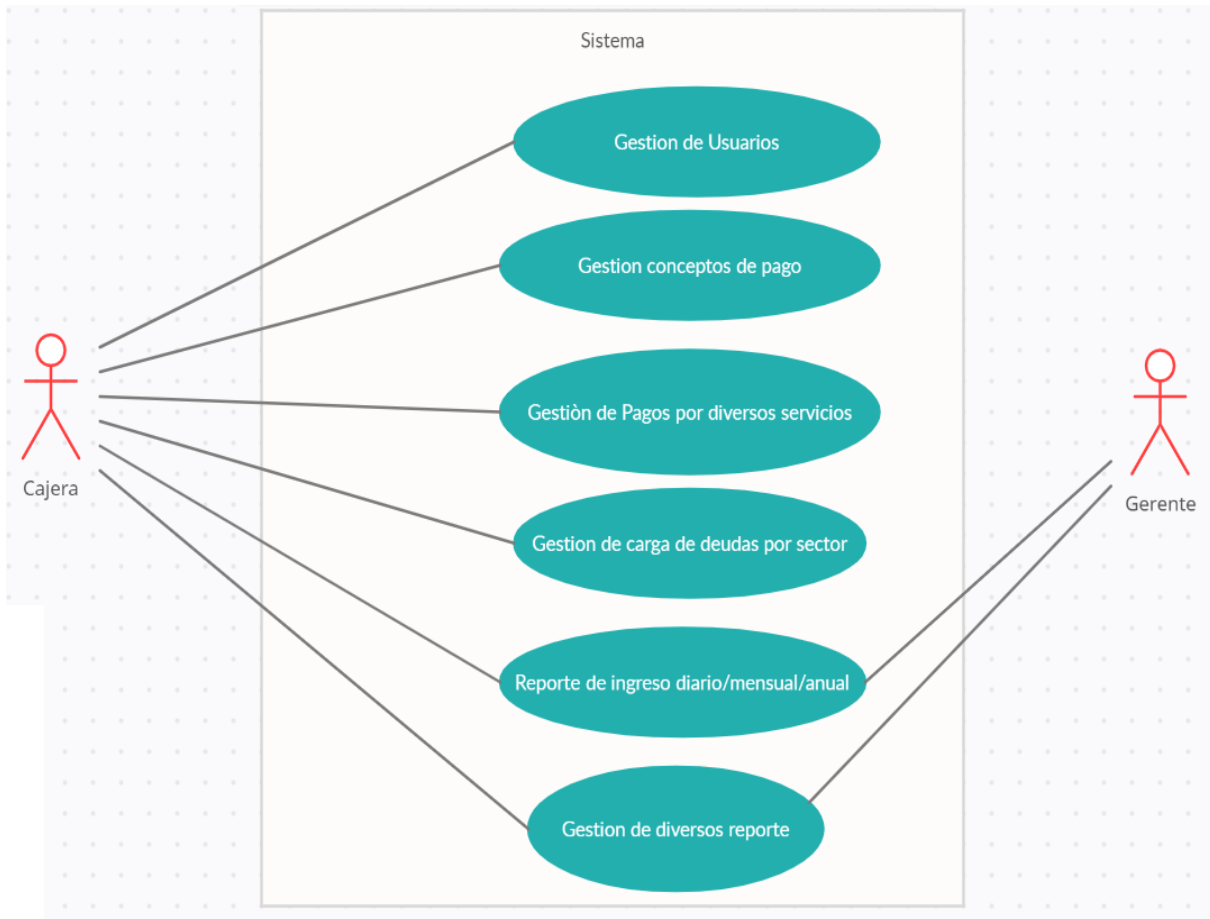 Sistema
Gestion de Usuarios
Gestion conceptos de pago
Gestiòn de Pagos por diversos servicios
Cajera
Gerente
Gestion de carga de deudas por sector
Reporte de ingreso diario/mensual/anual
Gestion de diversos reporte